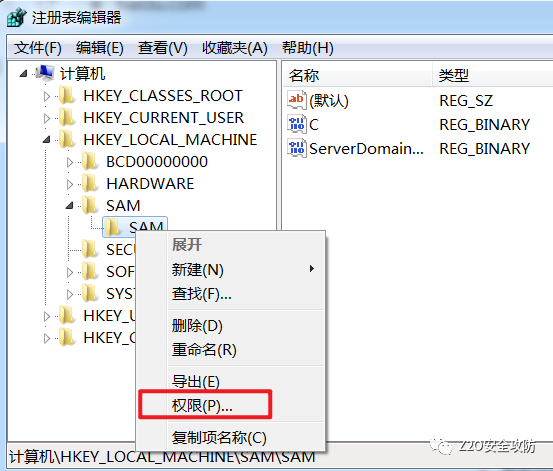 注册表编辑器
文件(F) 编辑(E) 查看(V) 收藏夹(A) 帮助(H)
计算机
HKEY_CLASSES_ROOT
HKEY_CURRENT_USER
HKEY_LOCAL_MACHINE
BCD00000000
HARDWARE
SAM
SAM
SECU
SOF
SYST
HKEY_U
HKEY_C
名称 类型
(默认) REG_SZ
C REG_BINARY
ServerDomain... REG_BINARY
展开
新建(N)
查找(F)...
删除(D)
重命名(R)
导出(E)
权限(P)...
复制项名称(C)
计算机\HKEY_LOCAL_MACHINE\SAM\SAM
Z2O安全攻防